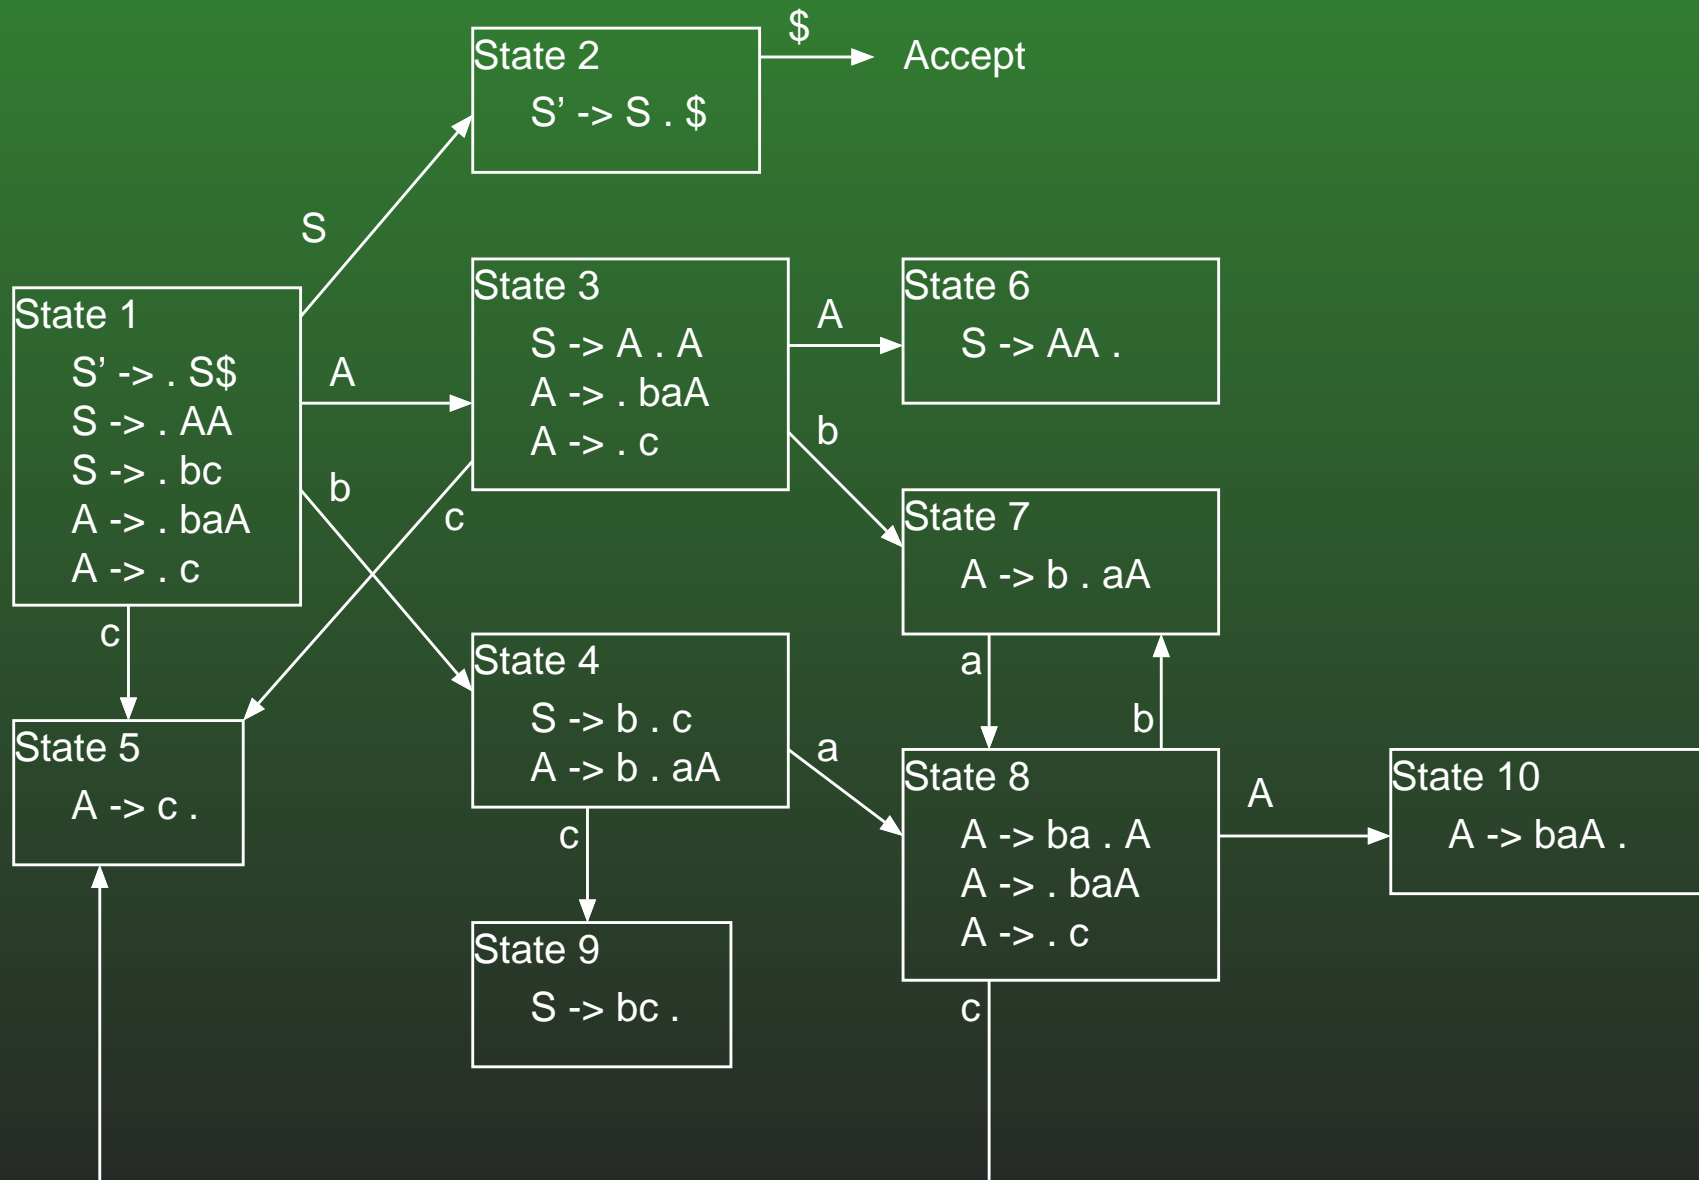 $
State 2
Accept
S’ -> S . $
S
State 1
S’ -> . S$
S -> . AA
S -> . bc
A -> . baA
A -> . c
A
b
c
State 3
S -> A . A
A -> . baA
A -> . c
A
b
c
State 6
S -> AA .
State 7
A -> b . aA
a
b
State 4
S -> b . c
A -> b . aA
a
c
State 5
A -> c .
State 8
A -> ba . A
A -> . baA
A -> . c
A
c
State 10
A -> baA .
State 9
S -> bc .